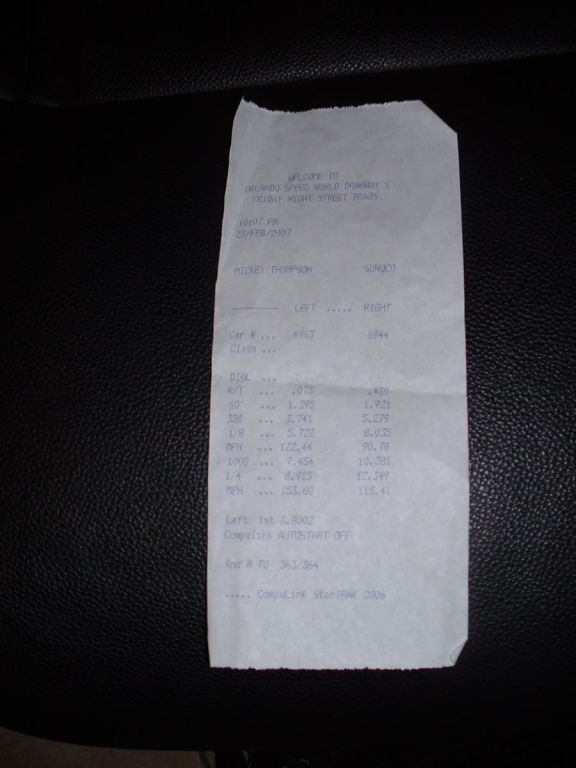 WELCOME TO
ORLANDO SPEED WORLD DRAGWAY'S
FRIDAY NIGHT STREET DRAGS
10:07 PM
23/FEB/2007
MICKEY THOMPSON SUNOCO
--------- LEFT ..... RIGHT
Car # ... 4963 6944
Class ...
DIAL ...
R/T ... .073 .439
60' ... 1.395 1.921
330 ... 3.741 5.279
1/8 ... 5.722 8.035
MPH ... 122.44 90.78
1000 ... 7.454 10.381
1/4 ... 8.915 12.349
MPH ... 153.60 115.41
Left 1st 3.8002
CompuLink AUTOSTART OFF
Rnd # TU 363/364
..... CompuLink StarTRAK 2006